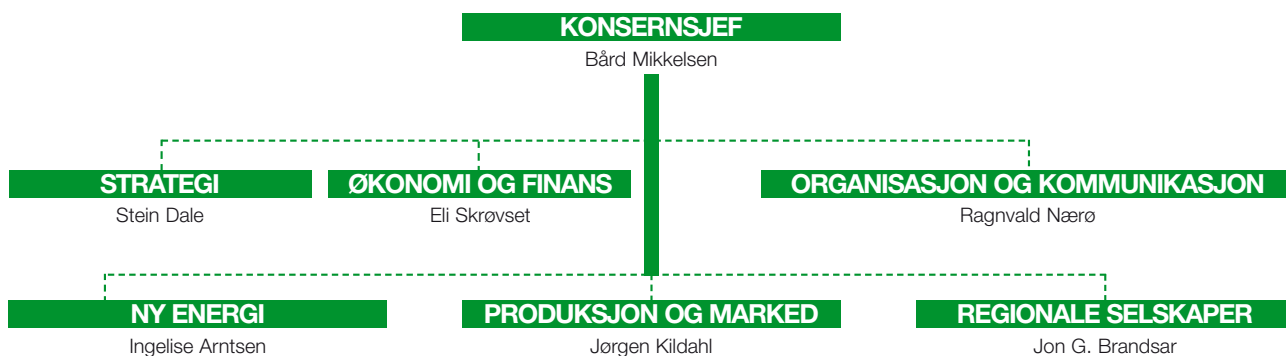 KONSERNSJEF
Bård Mikkelsen
STRATEGI
Stein Dale
ØKONOMI OG FINANS
Eli Skrøvset
ORGANISASJON OG KOMMUNIKASJON
Ragnvald Nærø
NY ENERGI
Ingelise Arntsen
PRODUKSJON OG MARKED
Jørgen Kildahl
REGIONALE SELSKAPER
Jon G. Brandsar